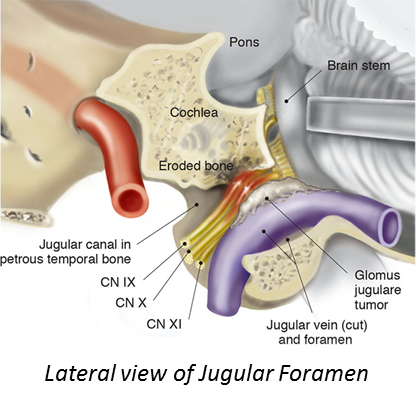 Pons
Brain stem
Cochlea
Eroded bone
Jugular canal in
petrous temporal bone
CN IX
CN X
CN XI
Glomus
jugulare
tumor
Jugular vein (cut)
and foramen
Lateral view of Jugular Foramen